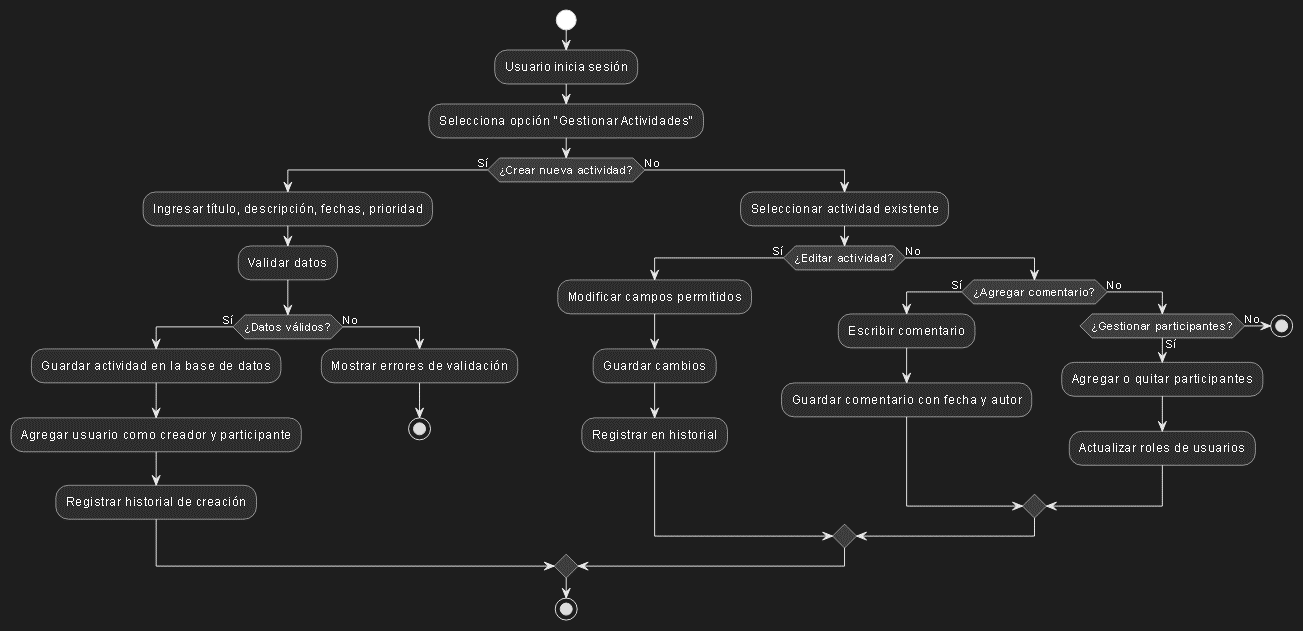 Usuario inicia sesión
Selecciona opción "Gestionar Actividades"
Sí
¿Crear nueva actividad?
No
Ingresar título, descripción, fechas, prioridad
Seleccionar actividad existente
Validar datos
Sí
¿Editar actividad?
No
Modificar campos permitidos
Sí
¿Agregar comentario?
No
Sí
¿Datos válidos?
No
Escribir comentario
¿Gestionar participantes?
No
Sí
Guardar actividad en la base de datos
Mostrar errores de validación
Guardar cambios
Agregar o quitar participantes
Guardar comentario con fecha y autor
Agregar usuario como creador y participante
Registrar en historial
Actualizar roles de usuarios
Registrar historial de creación